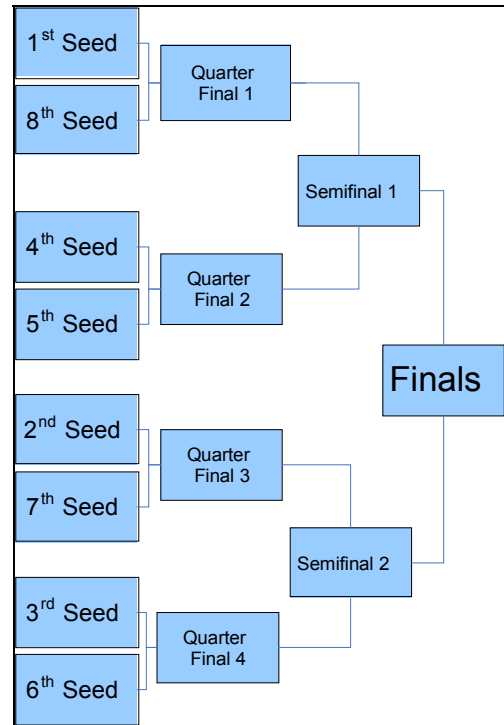 1st Seed
8th Seed
Quarter
Final 1
Semifinal 1
4th Seed
5th Seed
Quarter
Final 2
Finals
2nd Seed
7th Seed
Quarter
Final 3
Semifinal 2
3rd Seed
6th Seed
Quarter
Final 4